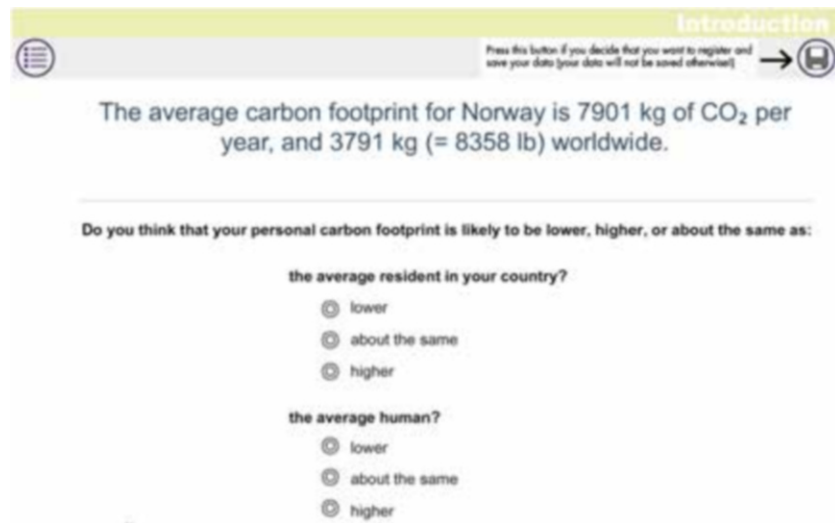 Introduction
Press this button if you decide that you want to register and
save your data (your data will not be saved otherwise!)
The average carbon footprint for Norway is 7901 kg of CO₂ per
year, and 3791 kg (= 8358 lb) worldwide.
Do you think that your personal carbon footprint is likely to be lower, higher, or about the same as:
the average resident in your country?
lower
about the same
higher
the average human?
lower
about the same
higher